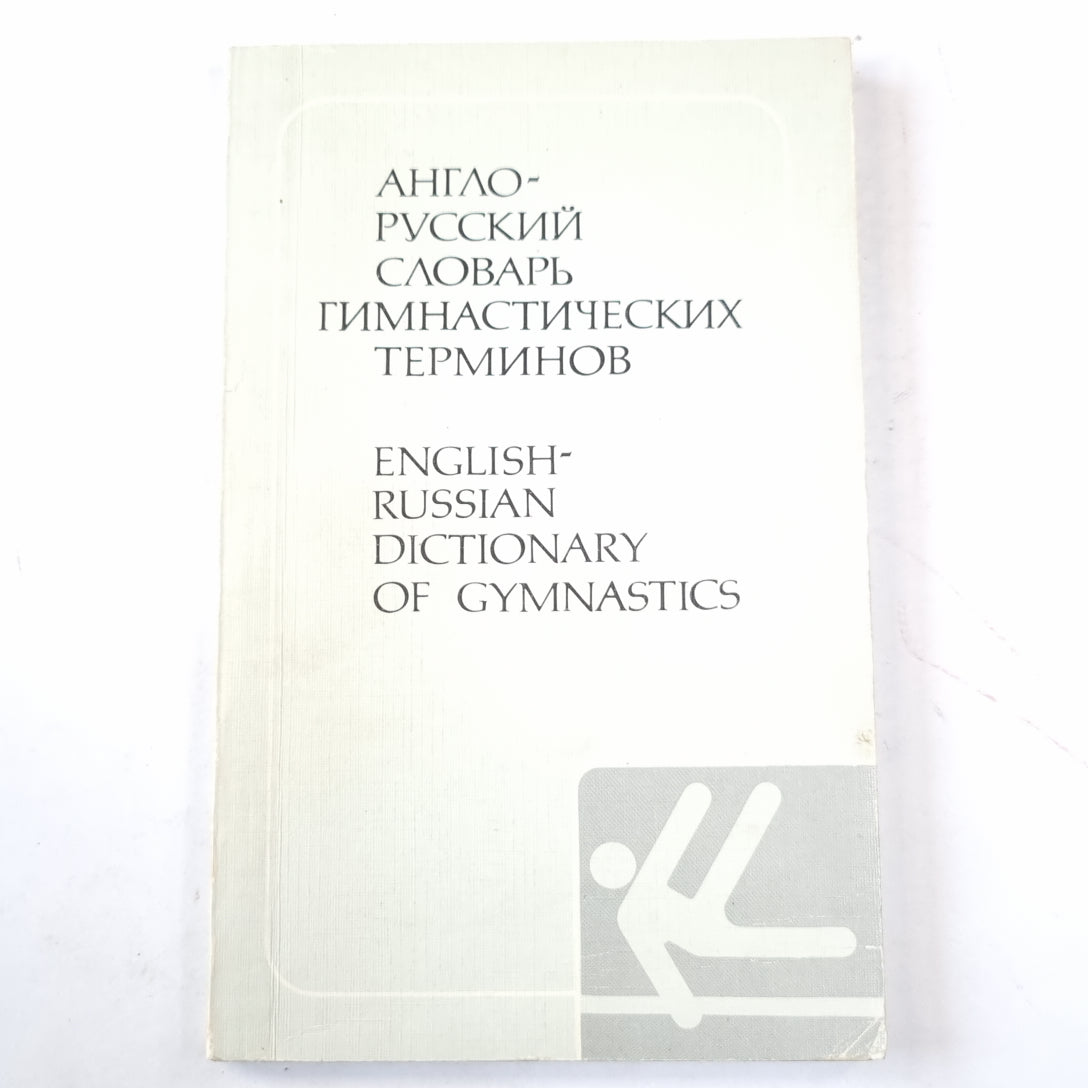 АНГЛО-
РУССКИЙ
СЛОВАРЬ
ГИМНАСТИЧЕСКИХ
ТЕРМИНОВ
ENGLISH-
RUSSIAN
DICTIONARY
OF GYMNASTICS